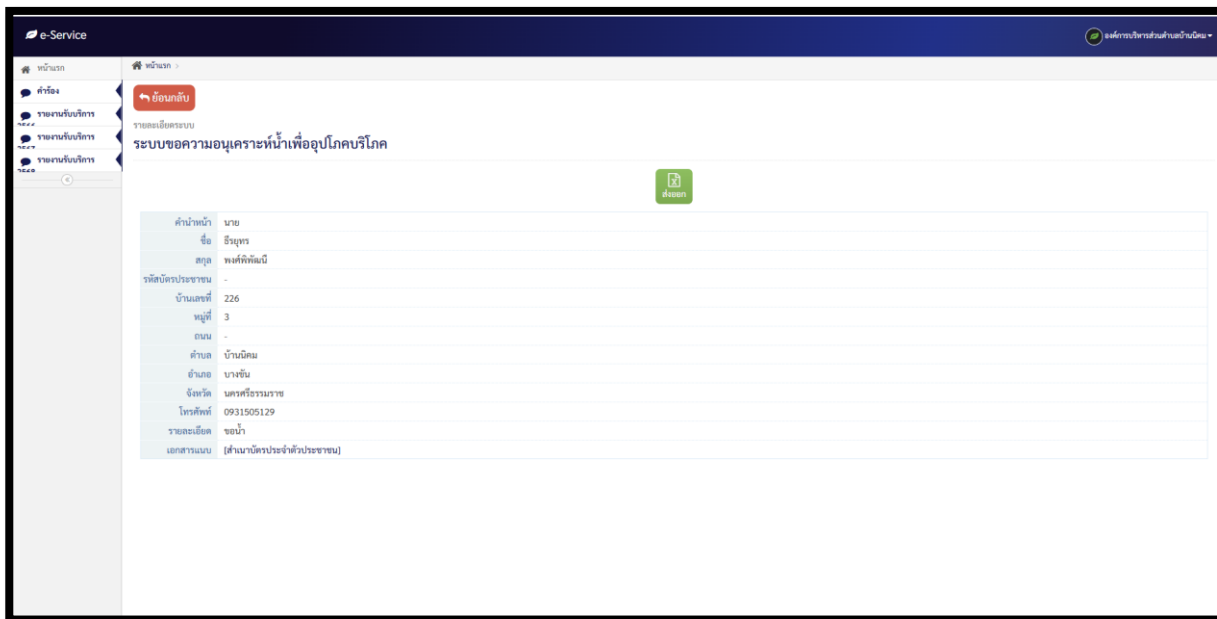 e-Service
องค์การบริหารส่วนตำบลบ้านนิคม
หน้าแรก
คำร้อง
รายงานรับบริการ
รายงานรับบริการ
รายงานรับบริการ
หน้าแรก >
ย้อนกลับ
รายละเอียดระบบ
ระบบขอความอนุเคราะห์น้ำเพื่ออุปโภคบริโภค
ส่งออก
คำนำหน้า นาย
ชื่อ ธีรยุทร
สกุล พงศ์พิพัฒน์
รหัสบัตรประชาชน -
บ้านเลขที่ 226
หมู่ที่ 3
ถนน -
ตำบล บ้านนิคม
อำเภอ บางขัน
จังหวัด นครศรีธรรมราช
โทรศัพท์ 0931505129
รายละเอียด ขอน้ำ
เอกสารแนบ [สำเนาบัตรประจำตัวประชาชน]